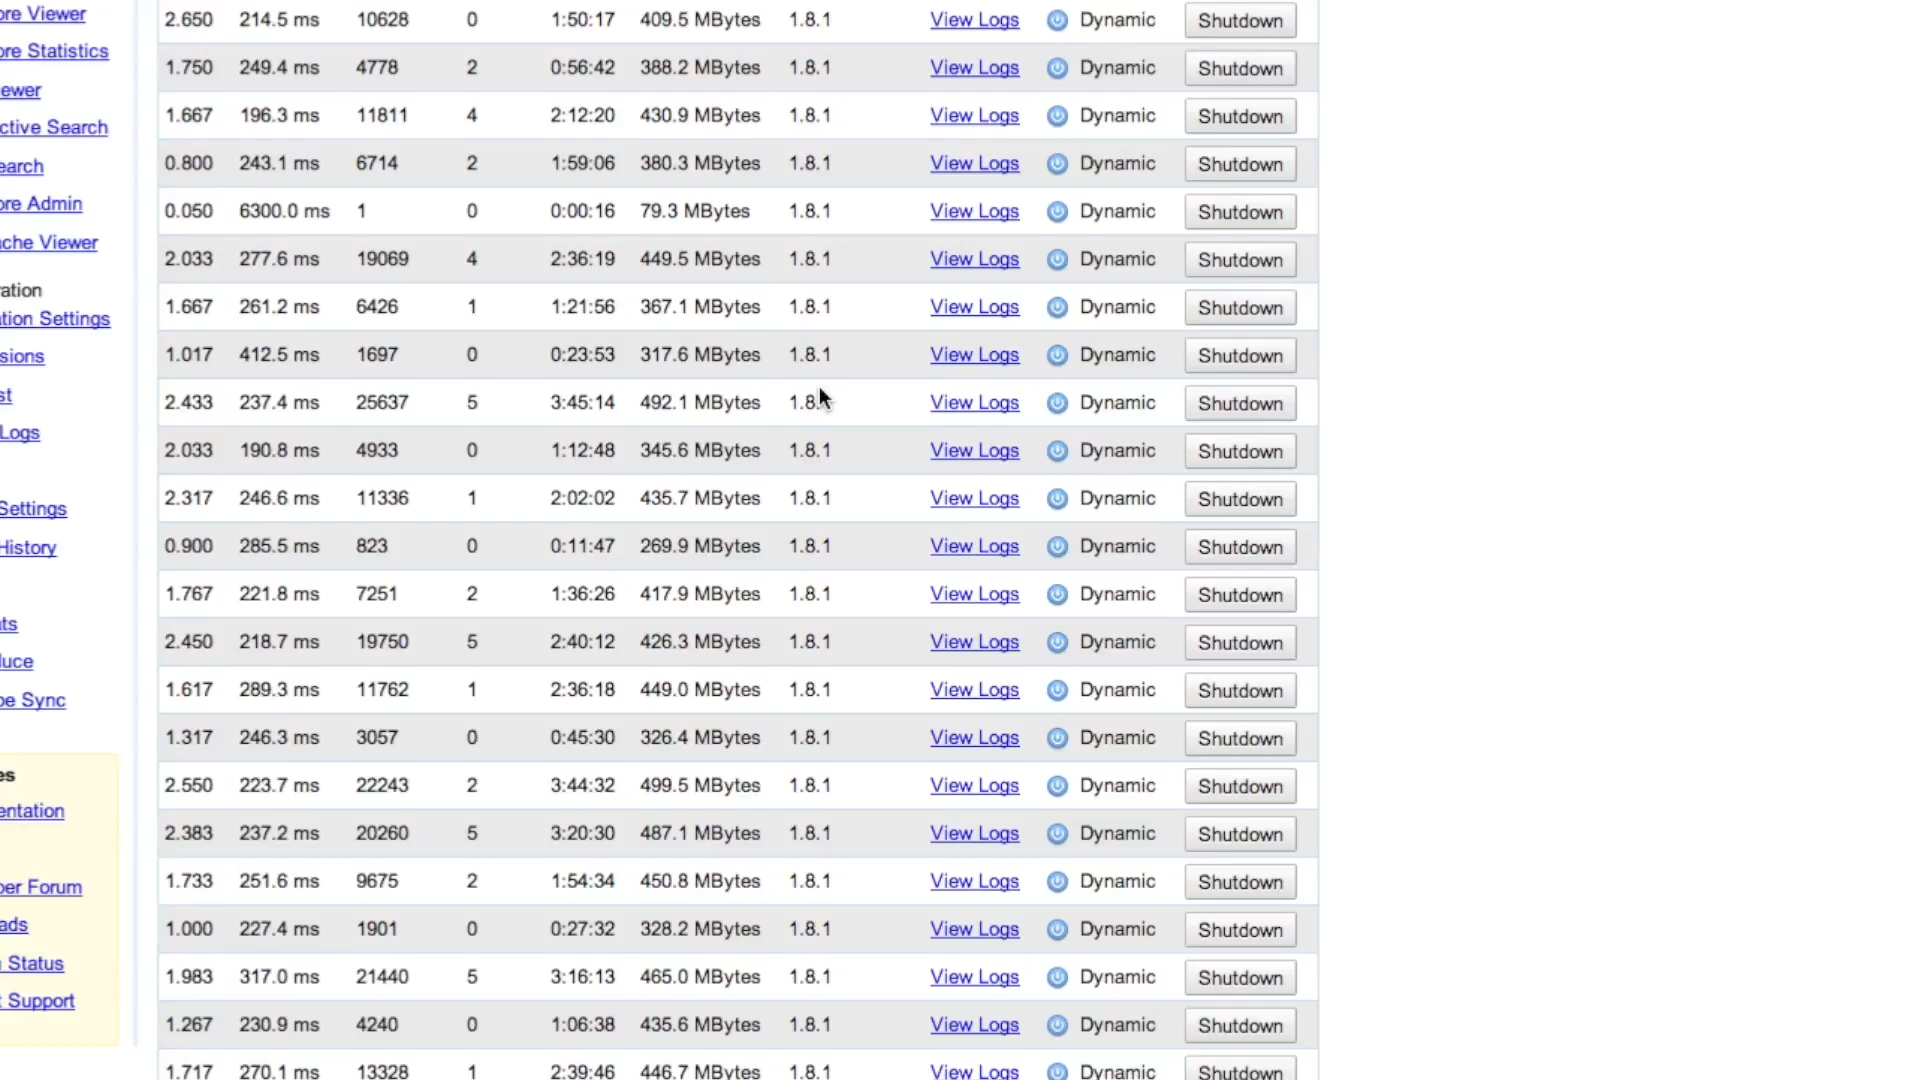 ore Viewer
ore Statistics
ewer
ctive Search
earch
ore Admin
ache Viewer
ration
tion Settings
sions
st
Logs
Settings
History
ts
luce
be Sync
es
entation
per Forum
ads
Status
t Support
2.650 214.5 ms 10628 0 1:50:17 409.5 MBytes 1.8.1 View Logs Dynamic Shutdown
1.750 249.4 ms 4778 2 0:56:42 388.2 MBytes 1.8.1 View Logs Dynamic Shutdown
1.667 196.3 ms 11811 4 2:12:20 430.9 MBytes 1.8.1 View Logs Dynamic Shutdown
0.800 243.1 ms 6714 2 1:59:06 380.3 MBytes 1.8.1 View Logs Dynamic Shutdown
0.050 6300.0 ms 1 0 0:00:16 79.3 MBytes 1.8.1 View Logs Dynamic Shutdown
2.033 277.6 ms 19069 4 2:36:19 449.5 MBytes 1.8.1 View Logs Dynamic Shutdown
1.667 261.2 ms 6426 1 1:21:56 367.1 MBytes 1.8.1 View Logs Dynamic Shutdown
1.017 412.5 ms 1697 0 0:23:53 317.6 MBytes 1.8.1 View Logs Dynamic Shutdown
2.433 237.4 ms 25637 5 3:45:14 492.1 MBytes 1.8. View Logs Dynamic Shutdown
2.033 190.8 ms 4933 0 1:12:48 345.6 MBytes 1.8.1 View Logs Dynamic Shutdown
2.317 246.6 ms 11336 1 2:02:02 435.7 MBytes 1.8.1 View Logs Dynamic Shutdown
0.900 285.5 ms 823 0 0:11:47 269.9 MBytes 1.8.1 View Logs Dynamic Shutdown
1.767 221.8 ms 7251 2 1:36:26 417.9 MBytes 1.8.1 View Logs Dynamic Shutdown
2.450 218.7 ms 19750 5 2:40:12 426.3 MBytes 1.8.1 View Logs Dynamic Shutdown
1.617 289.3 ms 11762 1 2:36:18 449.0 MBytes 1.8.1 View Logs Dynamic Shutdown
1.317 246.3 ms 3057 0 0:45:30 326.4 MBytes 1.8.1 View Logs Dynamic Shutdown
2.550 223.7 ms 22243 2 3:44:32 499.5 MBytes 1.8.1 View Logs Dynamic Shutdown
2.383 237.2 ms 20260 5 3:20:30 487.1 MBytes 1.8.1 View Logs Dynamic Shutdown
1.733 251.6 ms 9675 2 1:54:34 450.8 MBytes 1.8.1 View Logs Dynamic Shutdown
1.000 227.4 ms 1901 0 0:27:32 328.2 MBytes 1.8.1 View Logs Dynamic Shutdown
1.983 317.0 ms 21440 5 3:16:13 465.0 MBytes 1.8.1 View Logs Dynamic Shutdown
1.267 230.9 ms 4240 0 1:06:38 435.6 MBytes 1.8.1 View Logs Dynamic Shutdown
1.717 270.1 ms 13328 1 2:39:46 446.7 MBytes 1.8.1 View Logs Dynamic Shutdown